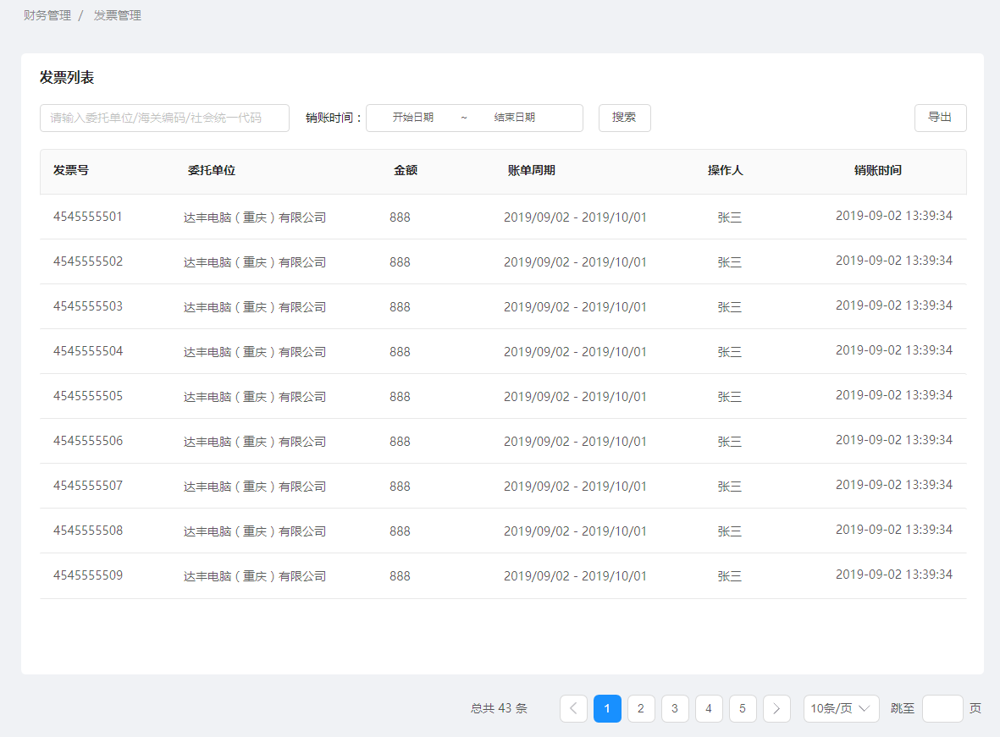 财务管理 / 发票管理
发票列表
请输入委托单位/海关编码/社会统一代码 销账时间： 开始日期 ~ 结束日期 搜索 导出
发票号 委托单位 金额 账单周期 操作人 销账时间
4545555501 达丰电脑（重庆）有限公司 888 2019/09/02 - 2019/10/01 张三 2019-09-02 13:39:34
4545555502 达丰电脑（重庆）有限公司 888 2019/09/02 - 2019/10/01 张三 2019-09-02 13:39:34
4545555503 达丰电脑（重庆）有限公司 888 2019/09/02 - 2019/10/01 张三 2019-09-02 13:39:34
4545555504 达丰电脑（重庆）有限公司 888 2019/09/02 - 2019/10/01 张三 2019-09-02 13:39:34
4545555505 达丰电脑（重庆）有限公司 888 2019/09/02 - 2019/10/01 张三 2019-09-02 13:39:34
4545555506 达丰电脑（重庆）有限公司 888 2019/09/02 - 2019/10/01 张三 2019-09-02 13:39:34
4545555507 达丰电脑（重庆）有限公司 888 2019/09/02 - 2019/10/01 张三 2019-09-02 13:39:34
4545555508 达丰电脑（重庆）有限公司 888 2019/09/02 - 2019/10/01 张三 2019-09-02 13:39:34
4545555509 达丰电脑（重庆）有限公司 888 2019/09/02 - 2019/10/01 张三 2019-09-02 13:39:34
总共 43 条 1 2 3 4 5 10条/页 跳至 页